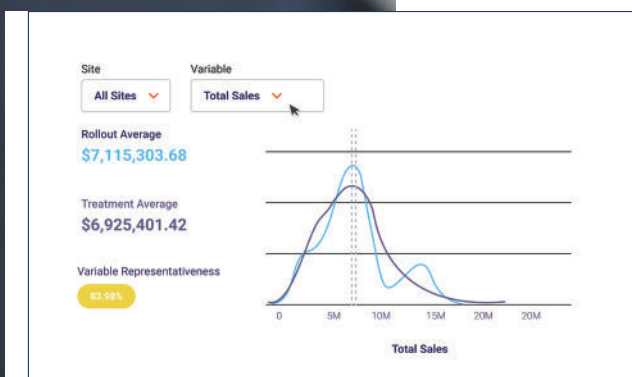 Site Variable
All Sites Total Sales
Rollout Average
$7,115,303.68
Treatment Average
$6,925,401.42
Variable Representativeness
83.98%
0 5M 10M 15M 20M 20M
Total Sales